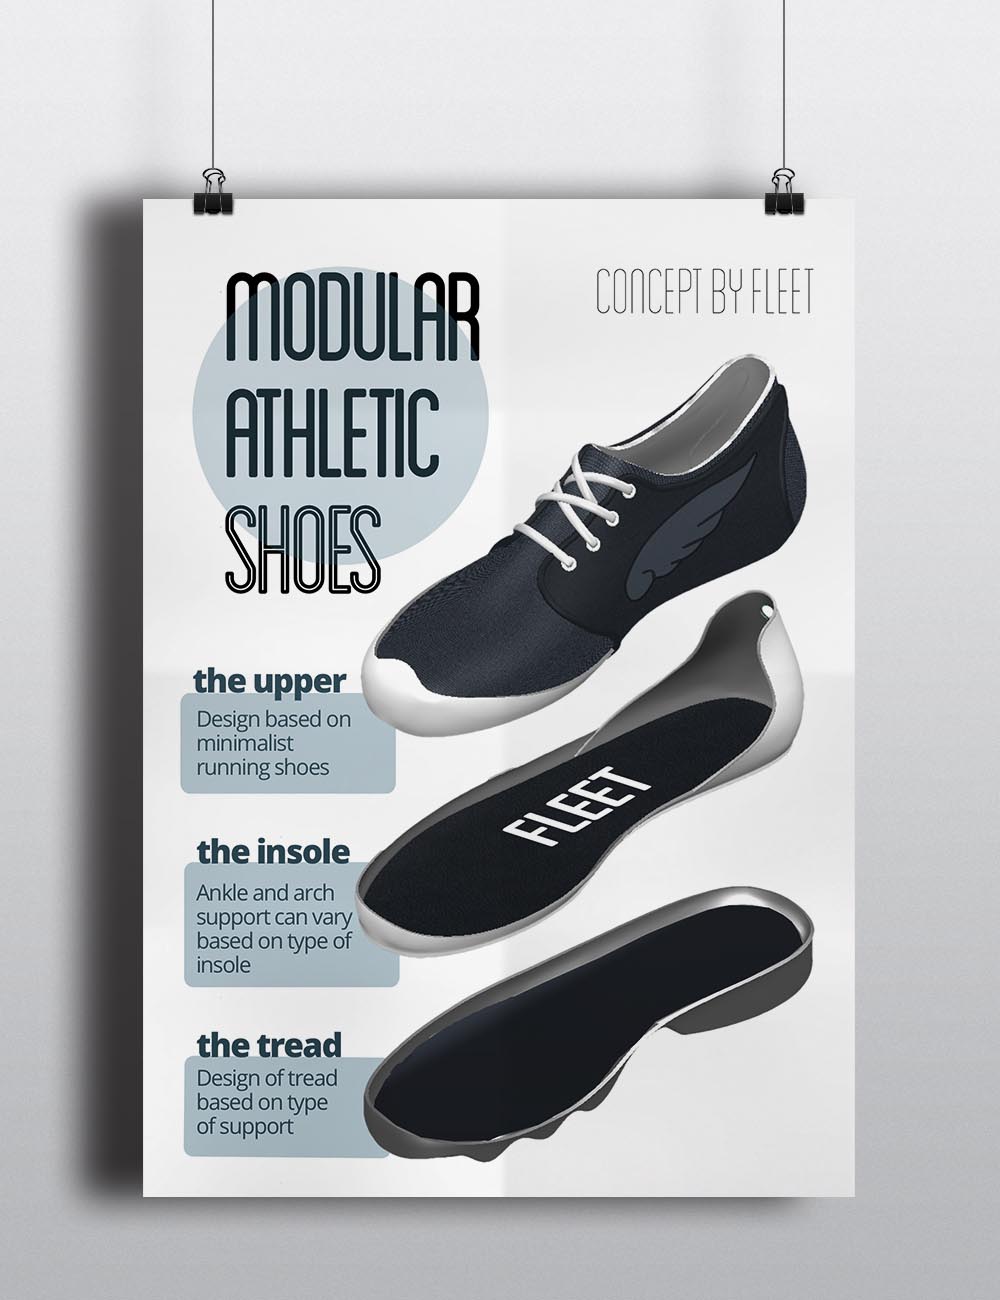 MODULAR
ATHLETIC
SHOES
CONCEPT BY FLEET
the upper
Design based on
minimalist
running shoes
FLEET
the insole
Ankle and arch
support can vary
based on type of
insole
the tread
Design of tread
based on type
of support